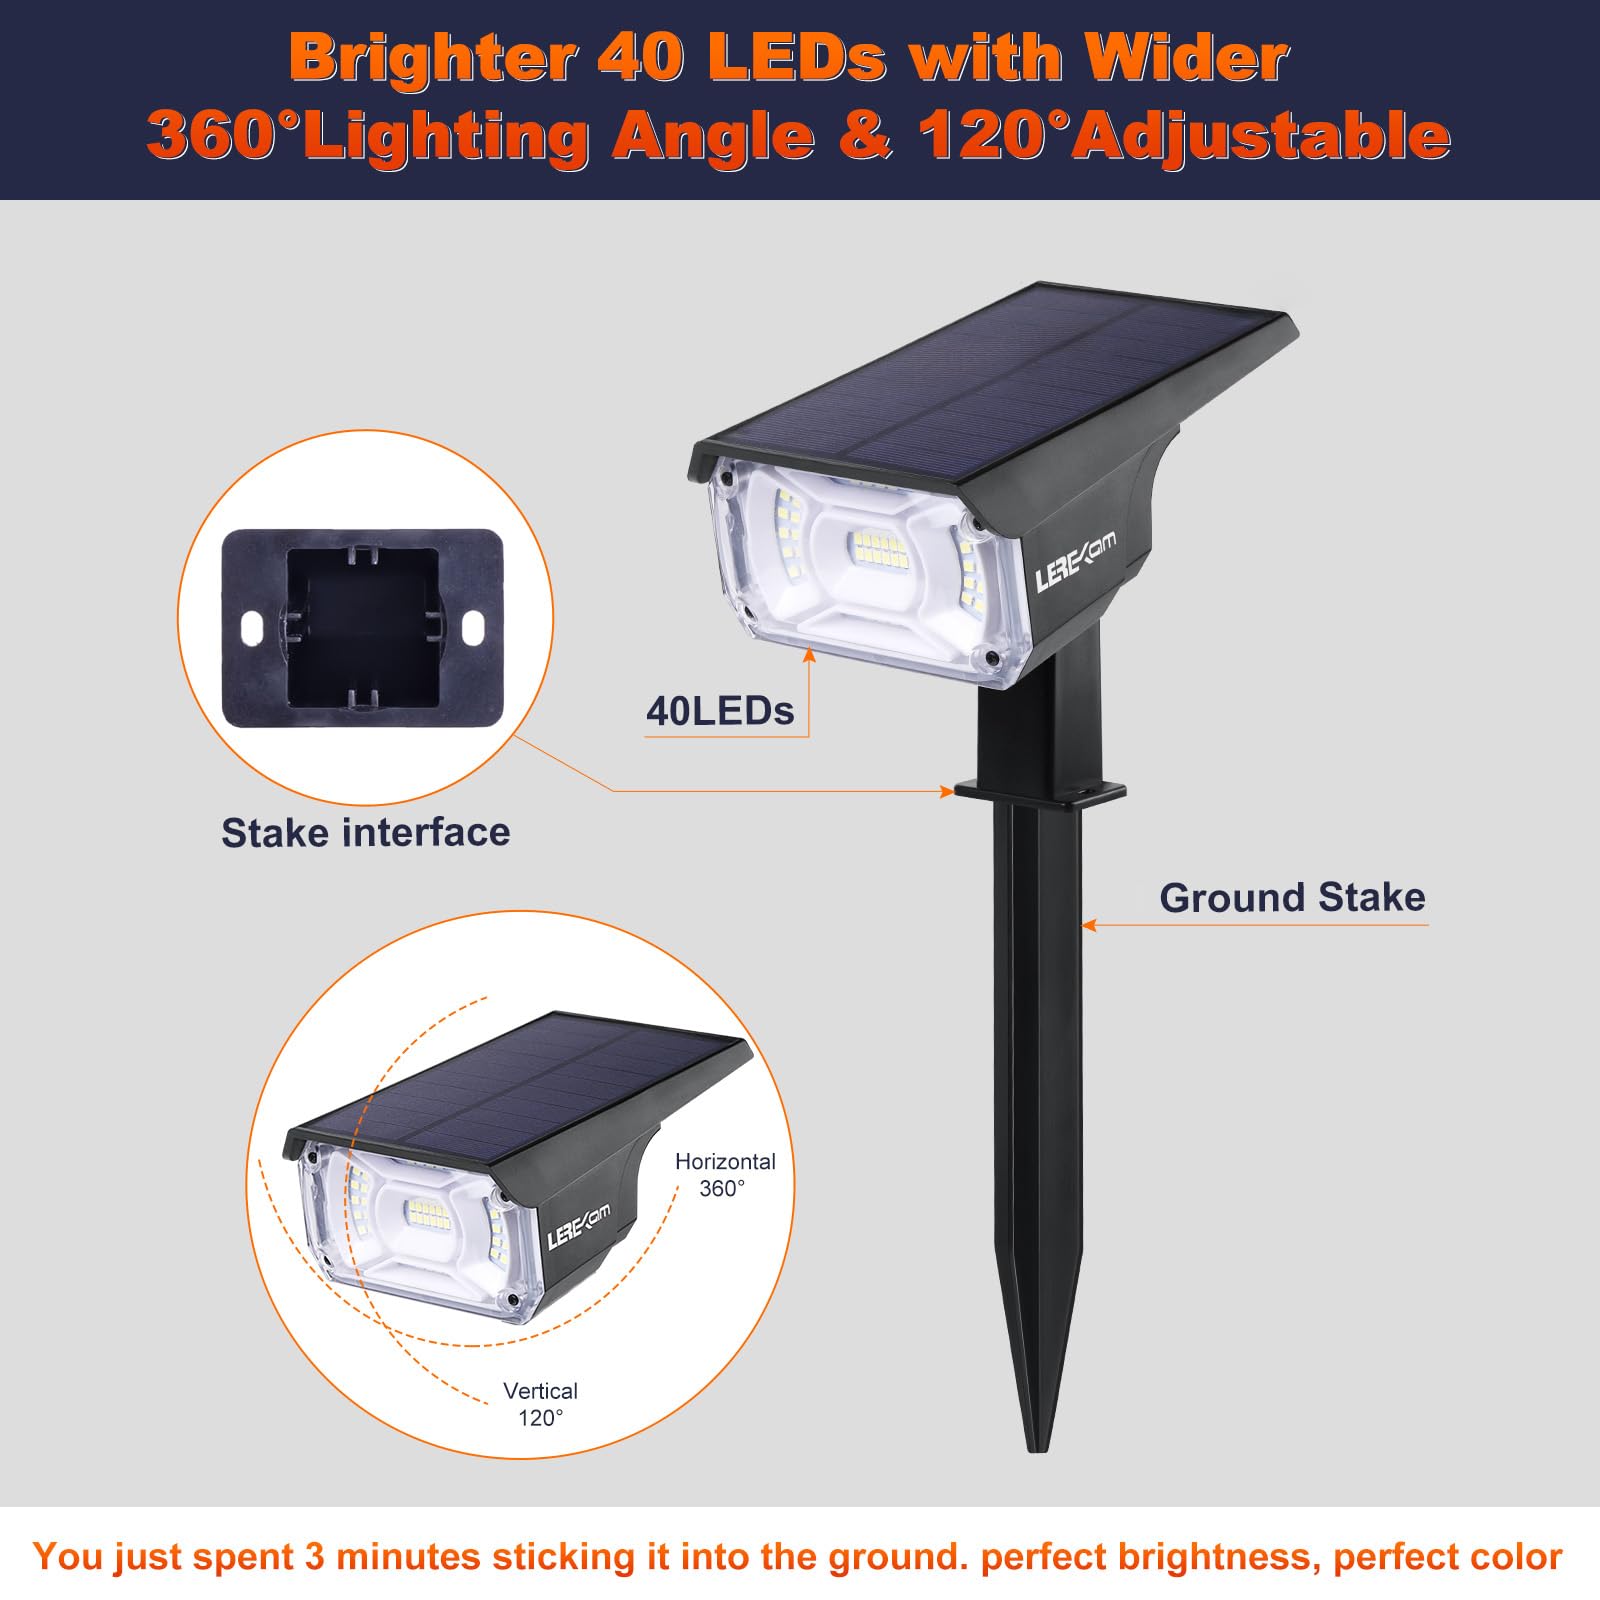 Brighter 40 LEDs with Wider
360°Lighting Angle & 120°Adjustable
LEREKam
40LEDs
Stake interface
Ground Stake
Horizontal
360°
LEREKam
Vertical
120°
You just spent 3 minutes sticking it into the ground. perfect brightness, perfect color